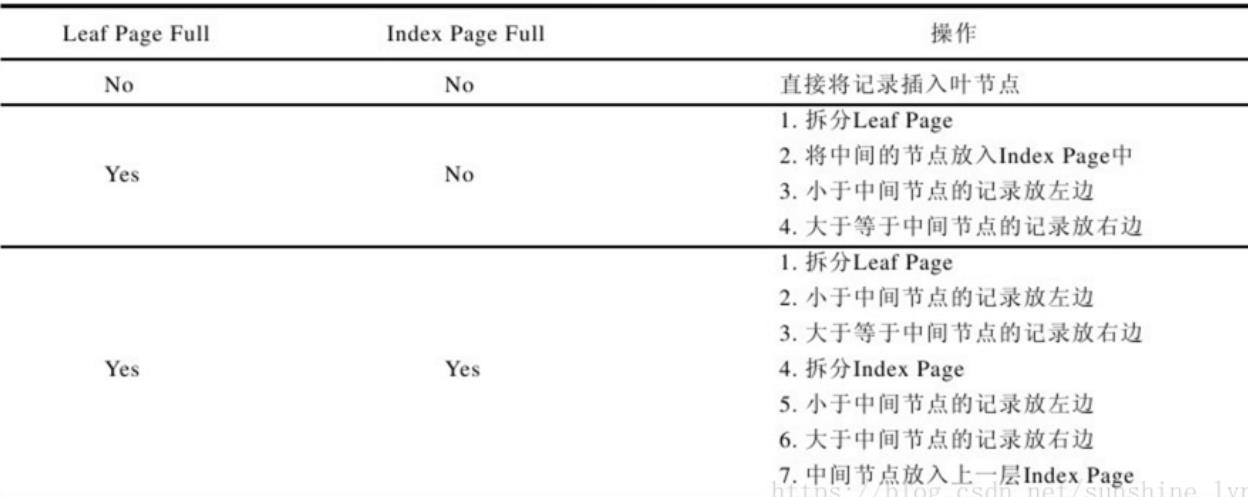 Leaf Page Full Index Page Full 操作
No No 直接将记录插入叶节点
1. 拆分Leaf Page
2. 将中间的节点放入Index Page中
Yes No
3. 小于中间节点的记录放左边
4. 大于等于中间节点的记录放右边
1. 拆分Leaf Page
2. 小于中间节点的记录放左边
3. 大于等于中间节点的记录放右边
Yes Yes 4. 拆分Index Page
5. 小于中间节点的记录放左边
6. 大于中间节点的记录放右边
7. 中间节点放入上一层Index Page
https://blog.csdn.net/sunshine_lyn